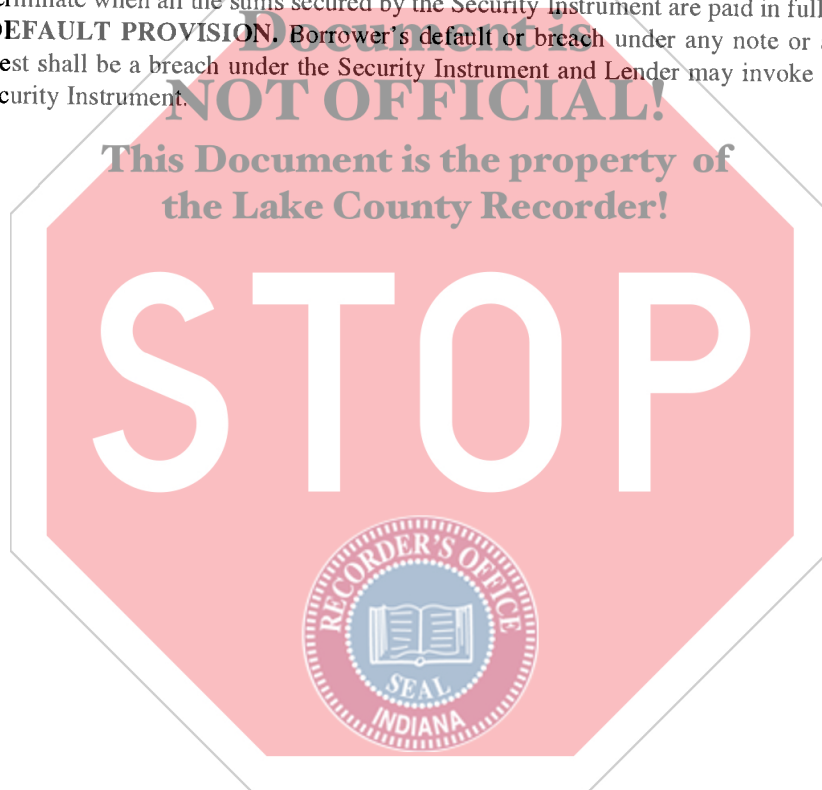 erminate when all the sums secured by the Security Instrument are paid in full
DEFAULT PROVISION. Borrower's default or breach under any note or
Document is
est shall be a breach under the Security Instrument and Lender may invoke
curity Instrument.
NOT OFFICIAL!
This Document is the property of
the Lake County Recorder!
STOP
RECORDER'S OFFICE
SEAL
INDIANA